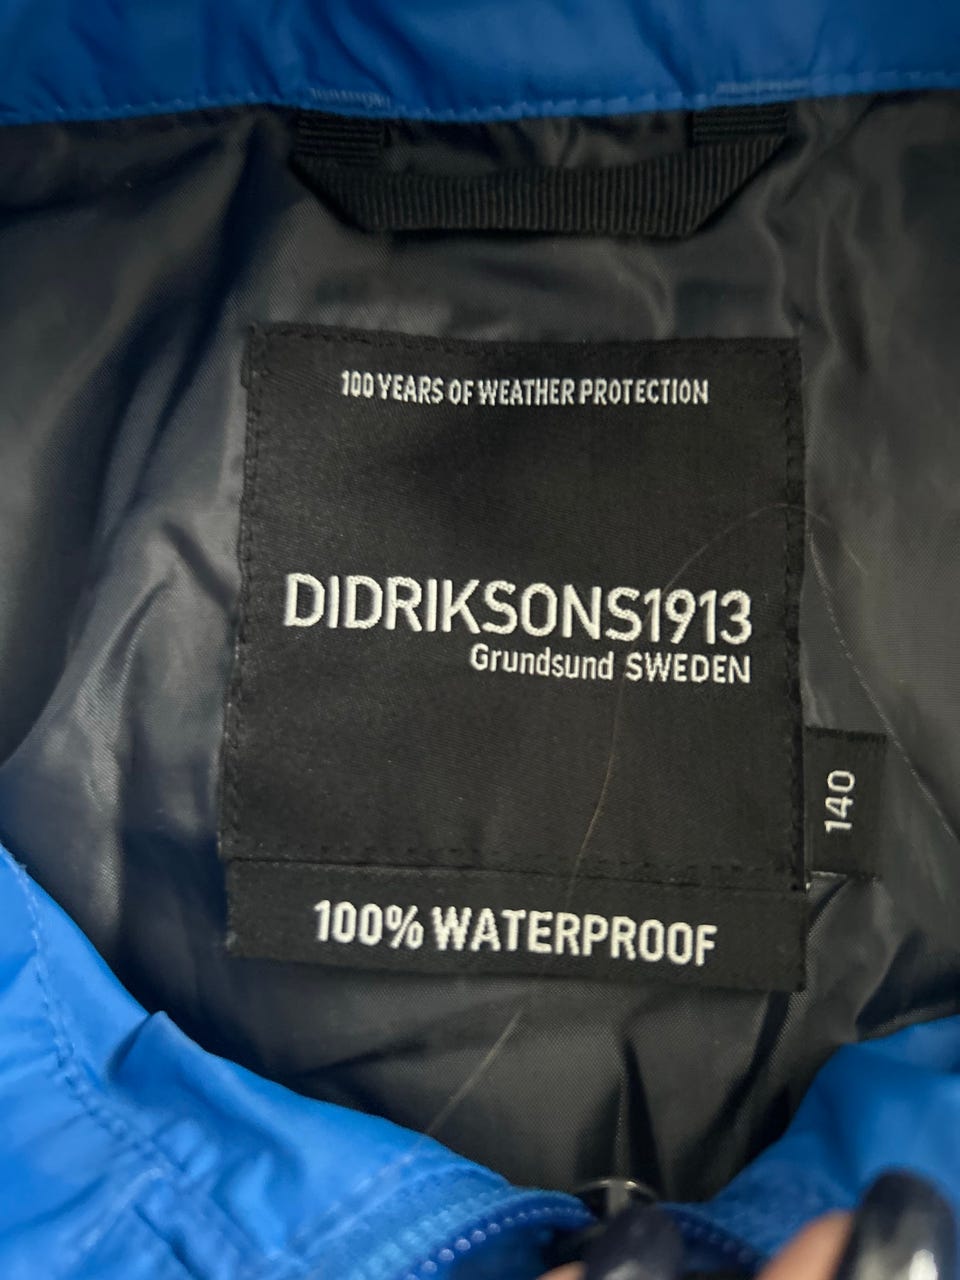 100 YEARS OF WEATHER PROTECTION
DIDRIKSONS1913
Grundsund SWEDEN
140
100% WATERPROOF